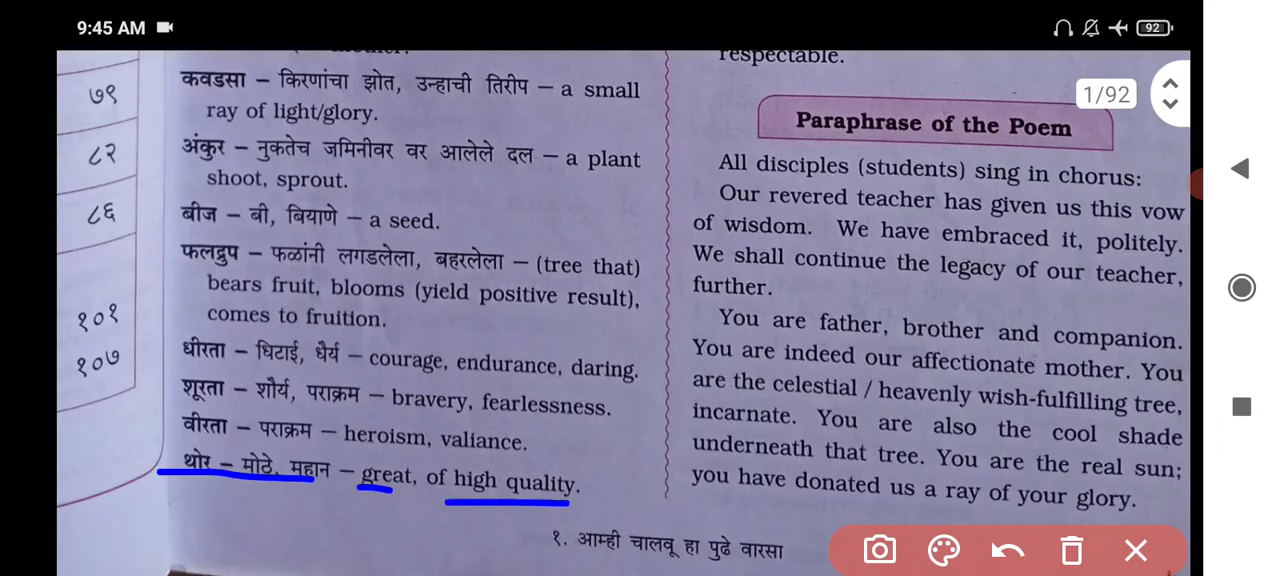 9:45 AM
92
1/92
७९
८२
८६
१०१
१०७
कवडसा – किरणांचा झोत, उन्हाची तिरीप – a small
ray of light/glory.
अंकुर – नुकतेच जमिनीवर वर आलेले दल – a plant
shoot, sprout.
बीज – बी, बियाणे – a seed.
फलद्रुप – फळांनी लगडलेला, बहरलेला – (tree that)
bears fruit, blooms (yield positive result),
comes to fruition.
धीरता – धिटाई, धैर्य – courage, endurance, daring.
शूरता – शौर्य, पराक्रम – bravery, fearlessness.
वीरता – पराक्रम – heroism, valiance.
थोर – मोठे, महान – great, of high quality.
respectable.
Paraphrase of the Poem
All disciples (students) sing in chorus:
Our revered teacher has given us this vow
of wisdom. We have embraced it, politely.
We shall continue the legacy of our teacher,
further.
You are father, brother and companion.
You are indeed our affectionate mother. You
are the celestial / heavenly wish-fulfilling tree,
incarnate. You are also the cool shade
underneath that tree. You are the real sun;
you have donated us a ray of your glory.
१. आम्ही चालवू हा पुढे वारसा